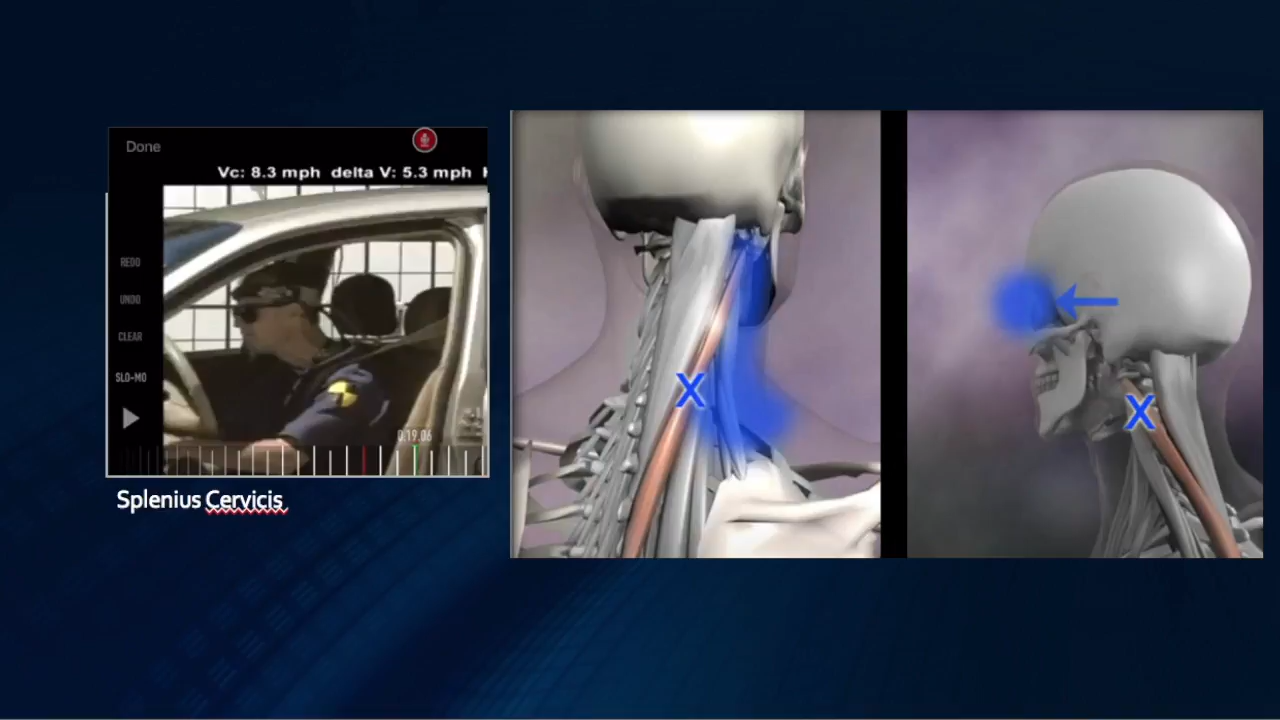 Done
Vc: 8.3 mph delta V: 5.3 mph
REDO
UNDO
CLEAR
SLO-MO
0:19.06
Splenius Cervicis
X
X